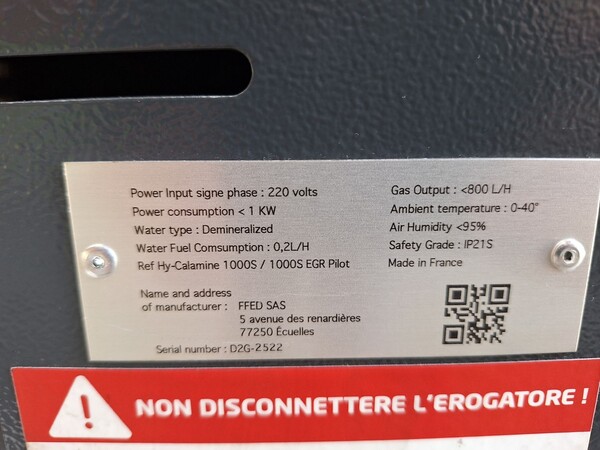 Power Input signe phase : 220 volts
Power consumption < 1 KW
Water type : Demineralized
Water Fuel Comsumption : 0,2L/H
Ref Hy-Calamine 1000S / 1000S EGR Pilot
Name and address
of manufacturer : FFED SAS
5 avenue des renardières
77250 Écuelles
Serial number : D2G-2522
Gas Output : <800 L/H
Ambient temperature : 0-40°
Air Humidity <95%
Safety Grade : IP21S
Made in France
NON DISCONNETTERE L'EROGATORE !